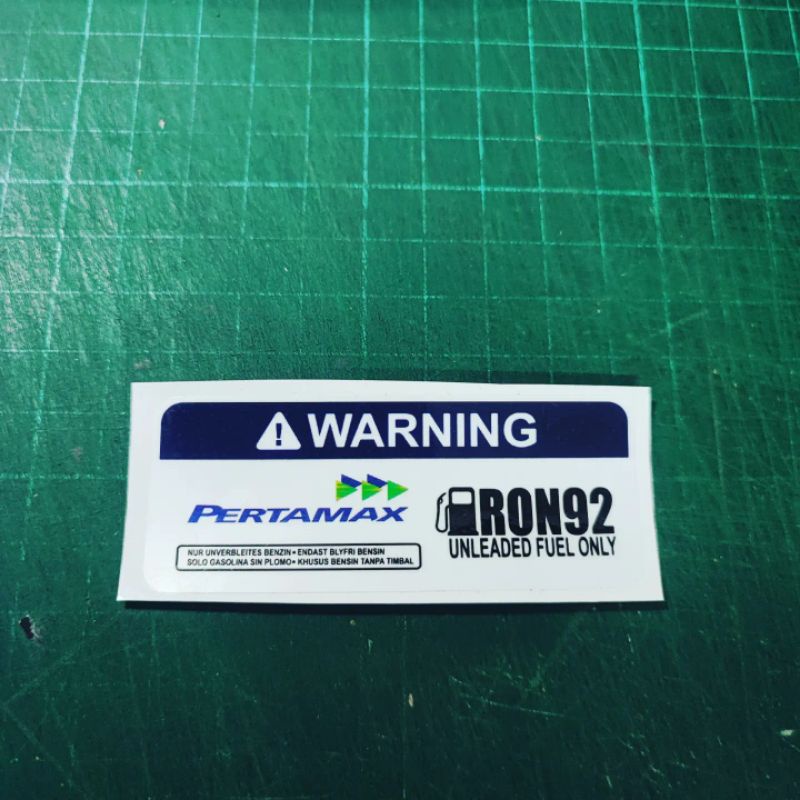 WARNING
PERTAMAX
RON92
UNLEADED FUEL ONLY
NUR UNVERBLEITES BENZIN • ENDAST BLYFRI BENSIN
SOLO GASOLINA SIN PLOMO • KHUSUS BENSIN TANPA TIMBAL